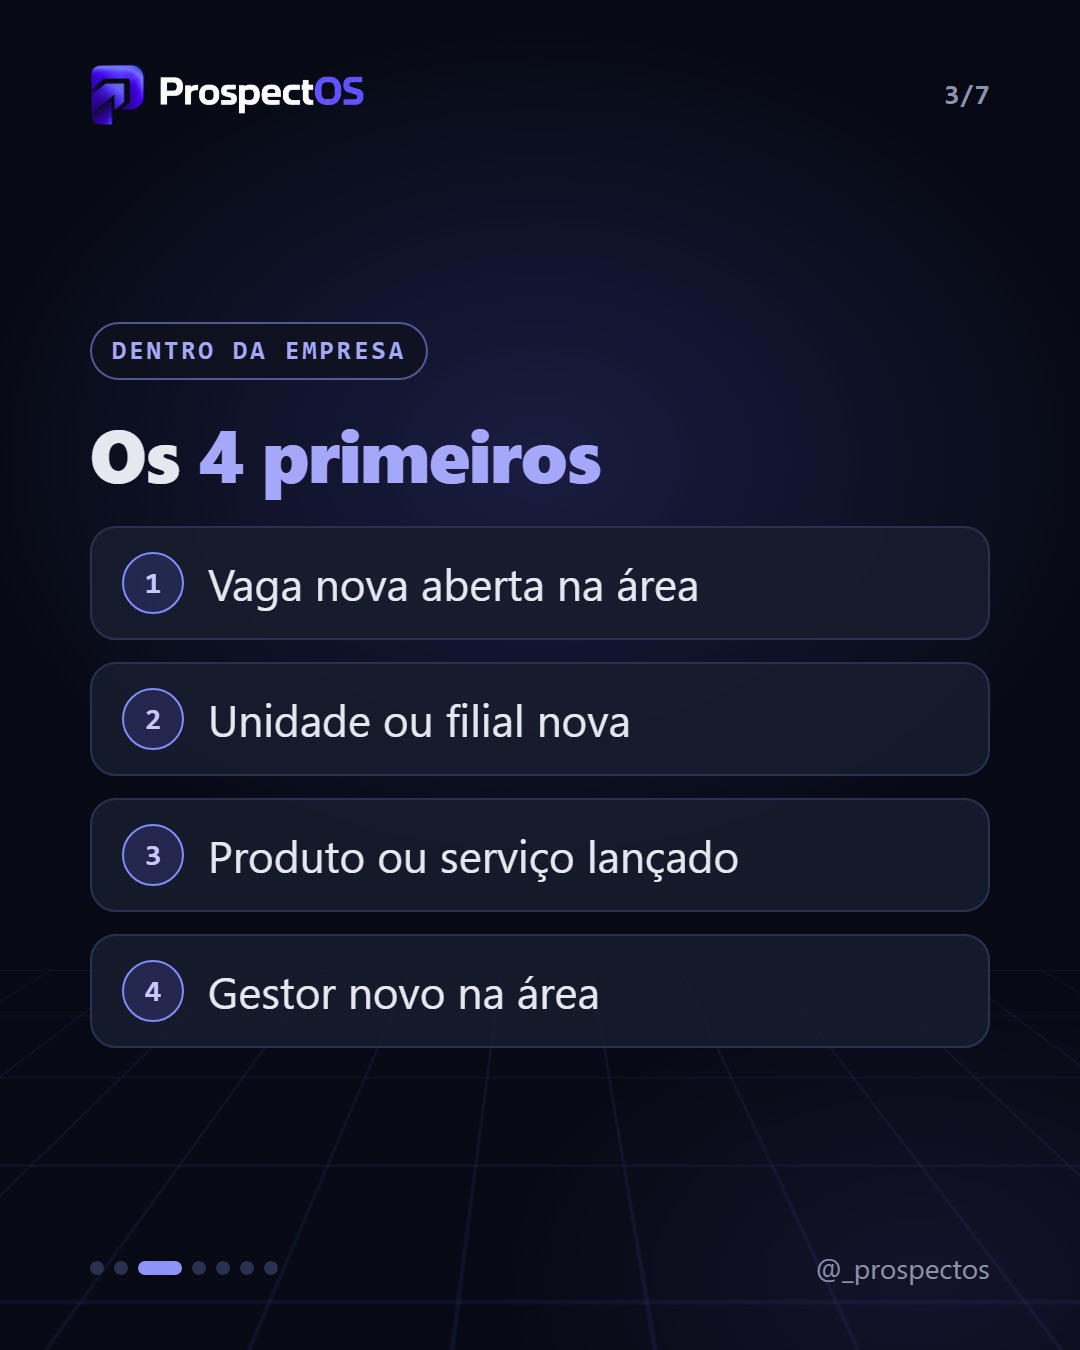 ProspectOS
3/7
DENTRO DA EMPRESA
Os 4 primeiros
1 Vaga nova aberta na área
2 Unidade ou filial nova
3 Produto ou serviço lançado
4 Gestor novo na área
@_prospectos